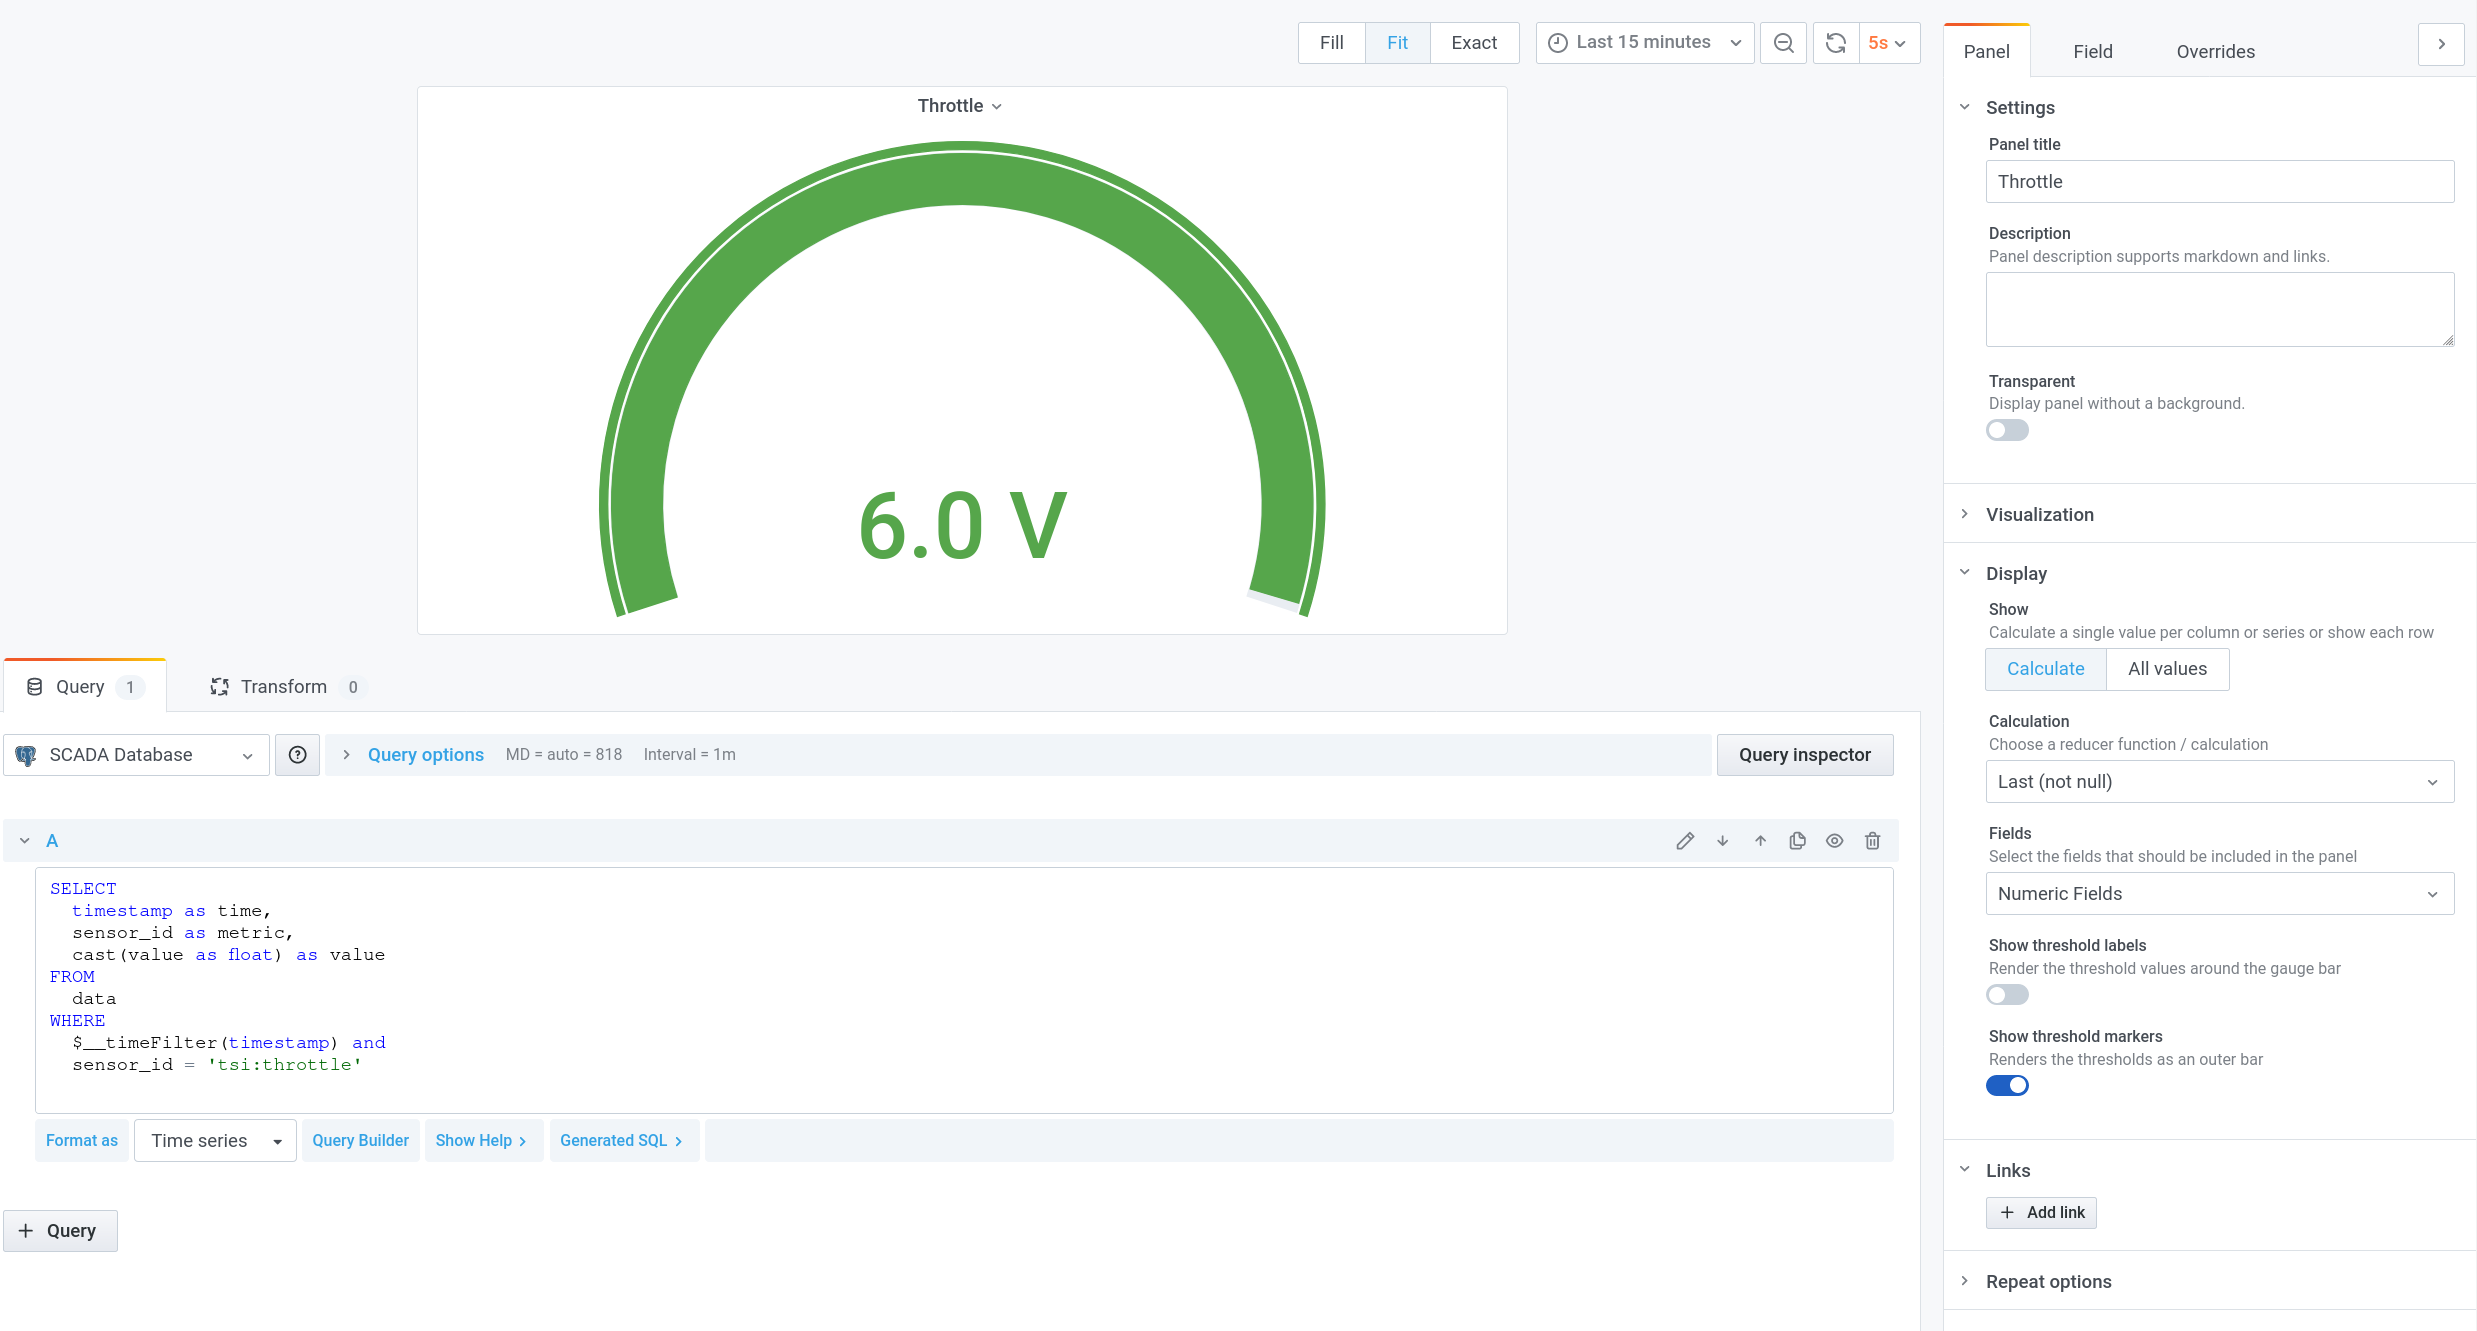 Fill Fit Exact Last 15 minutes 5s
Throttle
6.0 V
Query 1 Transform 0
SCADA Database Query options MD = auto = 818 Interval = 1m Query inspector
A
SELECT
timestamp as time,
sensor_id as metric,
cast(value as float) as value
FROM
data
WHERE
$__timeFilter(timestamp) and
sensor_id = 'tsi:throttle'
Format as Time series Query Builder Show Help > Generated SQL >
+ Query
Panel Field Overrides
Settings
Panel title
Throttle
Description
Panel description supports markdown and links.
Transparent
Display panel without a background.
Visualization
Display
Show
Calculate a single value per column or series or show each row
Calculate All values
Calculation
Choose a reducer function / calculation
Last (not null)
Fields
Select the fields that should be included in the panel
Numeric Fields
Show threshold labels
Render the threshold values around the gauge bar
Show threshold markers
Renders the thresholds as an outer bar
Links
+ Add link
Repeat options